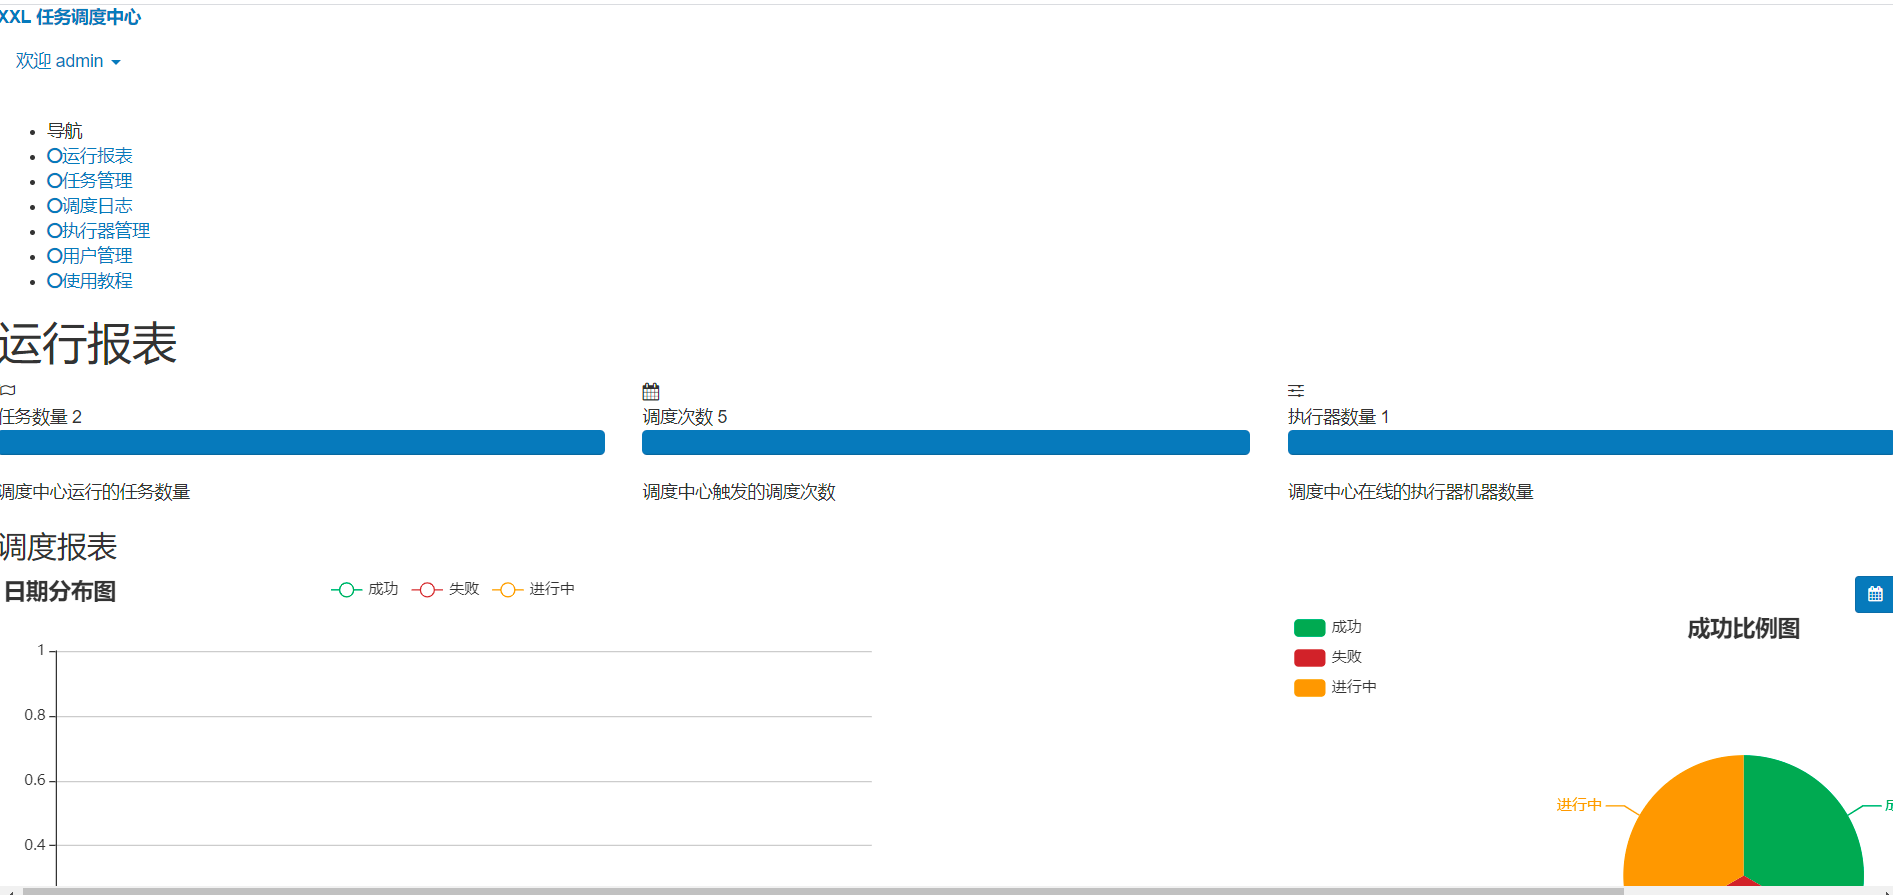 XXL 任务调度中心
欢迎 admin
导航
运行报表
任务管理
调度日志
执行器管理
用户管理
使用教程
运行报表
任务数量 2
调度中心运行的任务数量
调度次数 5
调度中心触发的调度次数
执行器数量 1
调度中心在线的执行器机器数量
调度报表
日期分布图
成功 失败 进行中
1
0.8
0.6
0.4
成功比例图
成功
失败
进行中
进行中